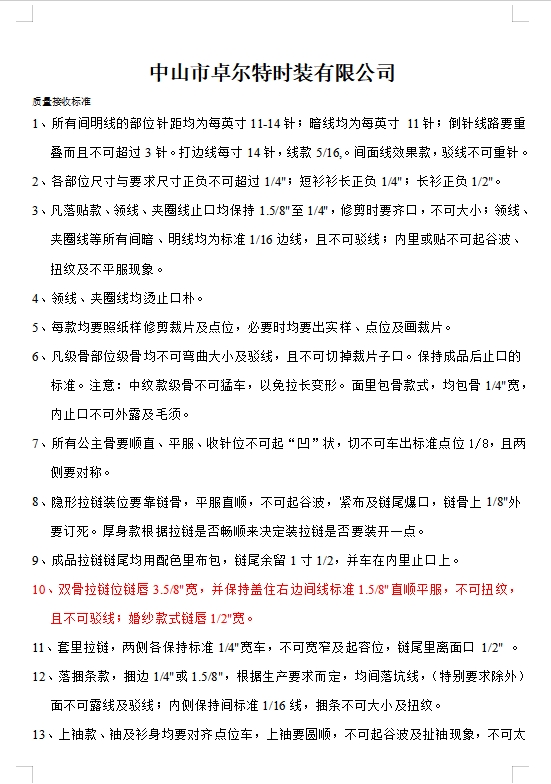 中山市卓尔特时装有限公司
质量接收标准
1、所有间明线的部位针距均为每英寸11-14针；暗线均为每英寸 11针；倒针线路要重
叠而且不可超过3针。打边线每寸14针，线款5/16。。间面线效果款，驳线不可重针。
2、各部位尺寸与要求尺寸正负不可超过1/4"；短衫衫长正负1/4"；长衫正负1/2"。
3、凡落贴款、领线、夹圈线止口均保持1.5/8"至1/4"，修剪时要齐口，不可大小；领线、
夹圈线等所有间暗、明线均为标准1/16边线，且不可驳线；内里或贴不可起谷波、
扭纹及不平服现象。
4、领线、夹圈线均烫止口朴。
5、每款均要照纸样修剪裁片及点位，必要时均要出实样、点位及画裁片。
6、凡级骨部位级骨均不可弯曲大小及驳线，且不可切掉裁片子口。保持成品后止口的
标准。注意：中纹款级骨不可猛车，以免拉长变形。面里包骨款式，均包骨1/4"宽，
内止口不可外露及毛须。
7、所有公主骨要顺直、平服、收针位不可起“凹”状，切不可车出标准点位1/8，且两
侧要对称。
8、隐形拉链装位要靠链骨，平服直顺，不可起谷波，紧布及链尾爆口，链骨上1/8"外
要订死。厚身款根据拉链是否畅顺来决定装拉链是否要装开一点。
9、成品拉链链尾均用配色里布包，链尾余留1寸1/2，并车在内里止口上。
10、双骨拉链位链唇3.5/8"宽，并保持盖住右边间线标准1.5/8"直顺平服，不可扭纹，
且不可驳线；婚纱款式链唇1/2"宽。
11、套里拉链，两侧各保持标准1/4"宽车，不可宽窄及起容位，链尾里离面口 1/2" 。
12、落捆条款，捆边1/4"或1.5/8"，根据生产要求而定，均间落坑线，（特别要求除外）
面不可露线及驳线；内侧保持间标准1/16线，捆条不可大小及扭纹。
13、上袖款、袖及衫身均要对齐点位车，上袖要圆顺，不可起谷波及扯袖现象，不可太